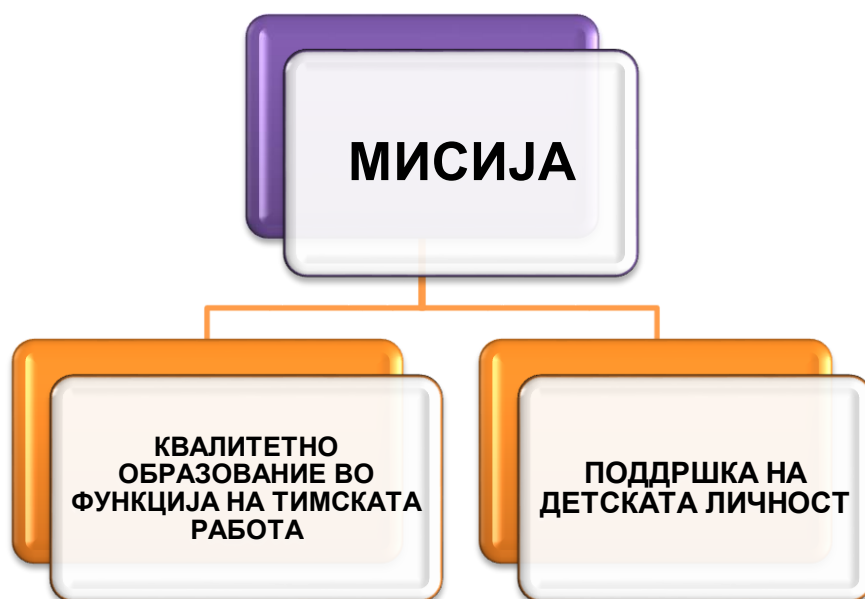 МИСИЈА
КВАЛИТЕТНО
ОБРАЗОВАНИЕ ВО
ФУНКЦИЈА НА ТИМСКАТА
РАБОТА
ПОДДРШКА НА
ДЕТСКАТА ЛИЧНОСТ